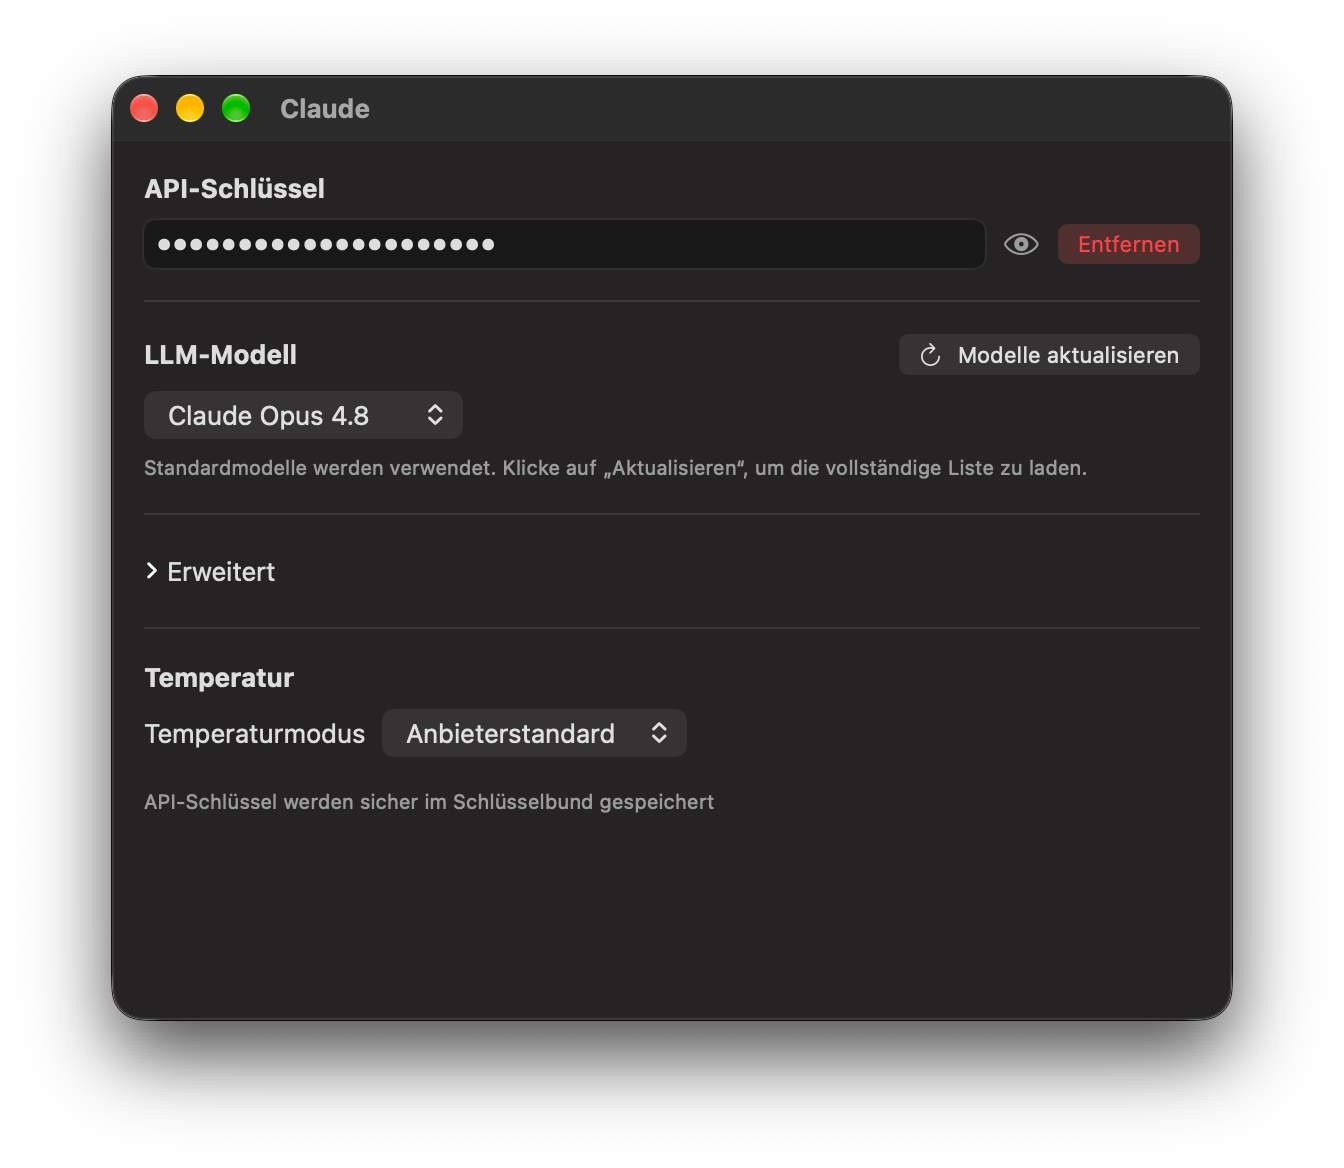 Claude
API-Schlüssel
●●●●●●●●●●●●●●●●●●●●●
Entfernen
LLM-Modell
Modelle aktualisieren
Claude Opus 4.8
Standardmodelle werden verwendet. Klicke auf „Aktualisieren“, um die vollständige Liste zu laden.
Erweitert
Temperatur
Temperaturmodus
Anbieterstandard
API-Schlüssel werden sicher im Schlüsselbund gespeichert